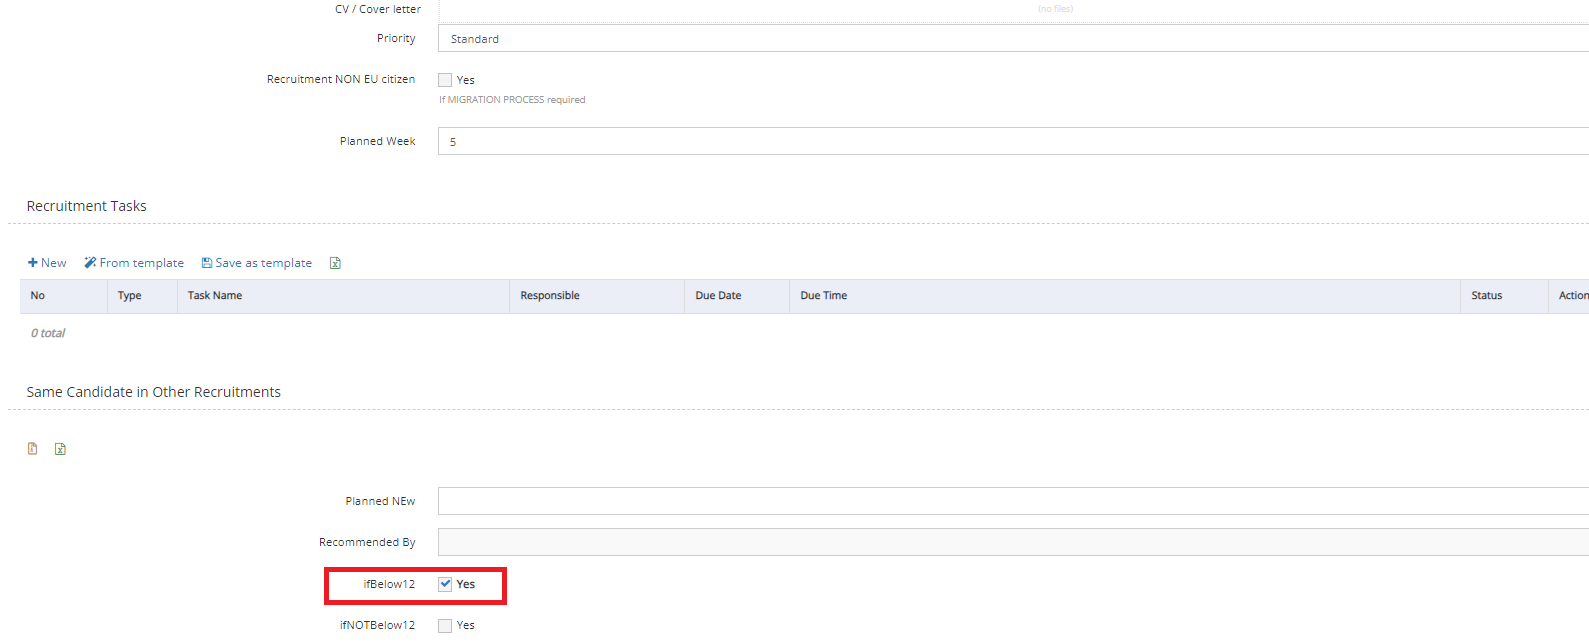 CV / Cover letter (no files)
Priority Standard
Recruitment NON EU citizen Yes
If MIGRATION PROCESS required
Planned Week 5
Recruitment Tasks
New From template Save as template
No Type Task Name Responsible Due Date Due Time Status Action
0 total
Same Candidate in Other Recruitments
Planned NEw
Recommended By
ifBelow12 Yes
ifNOTBelow12 Yes